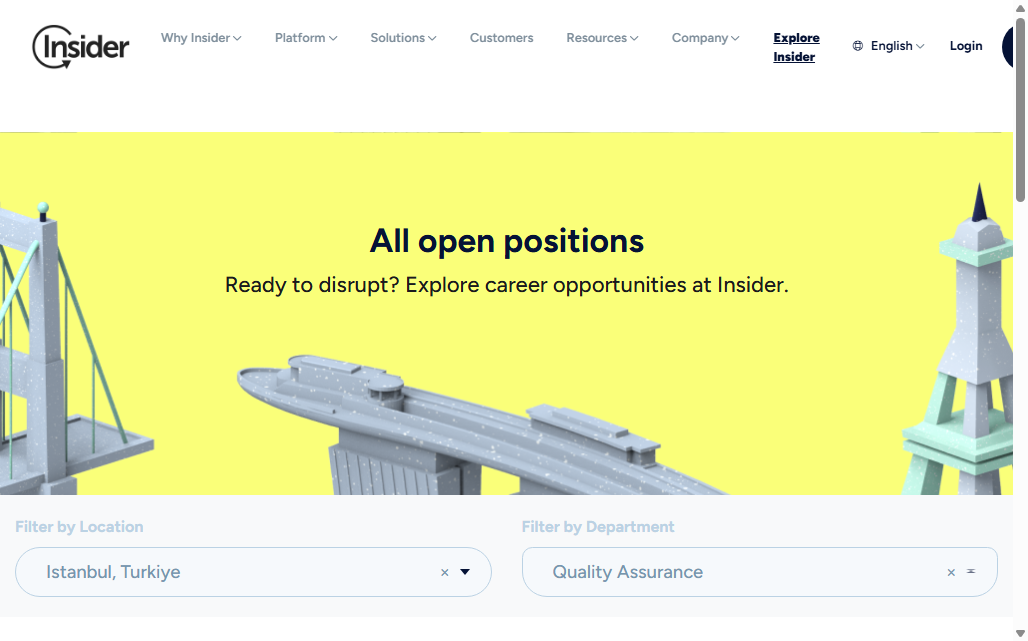 Insider
Why Insider
Platform
Solutions
Customers
Resources
Company
Explore
Insider
English
Login
All open positions
Ready to disrupt? Explore career opportunities at Insider.
Filter by Location
Filter by Department
Istanbul, Turkiye
×
Quality Assurance
×